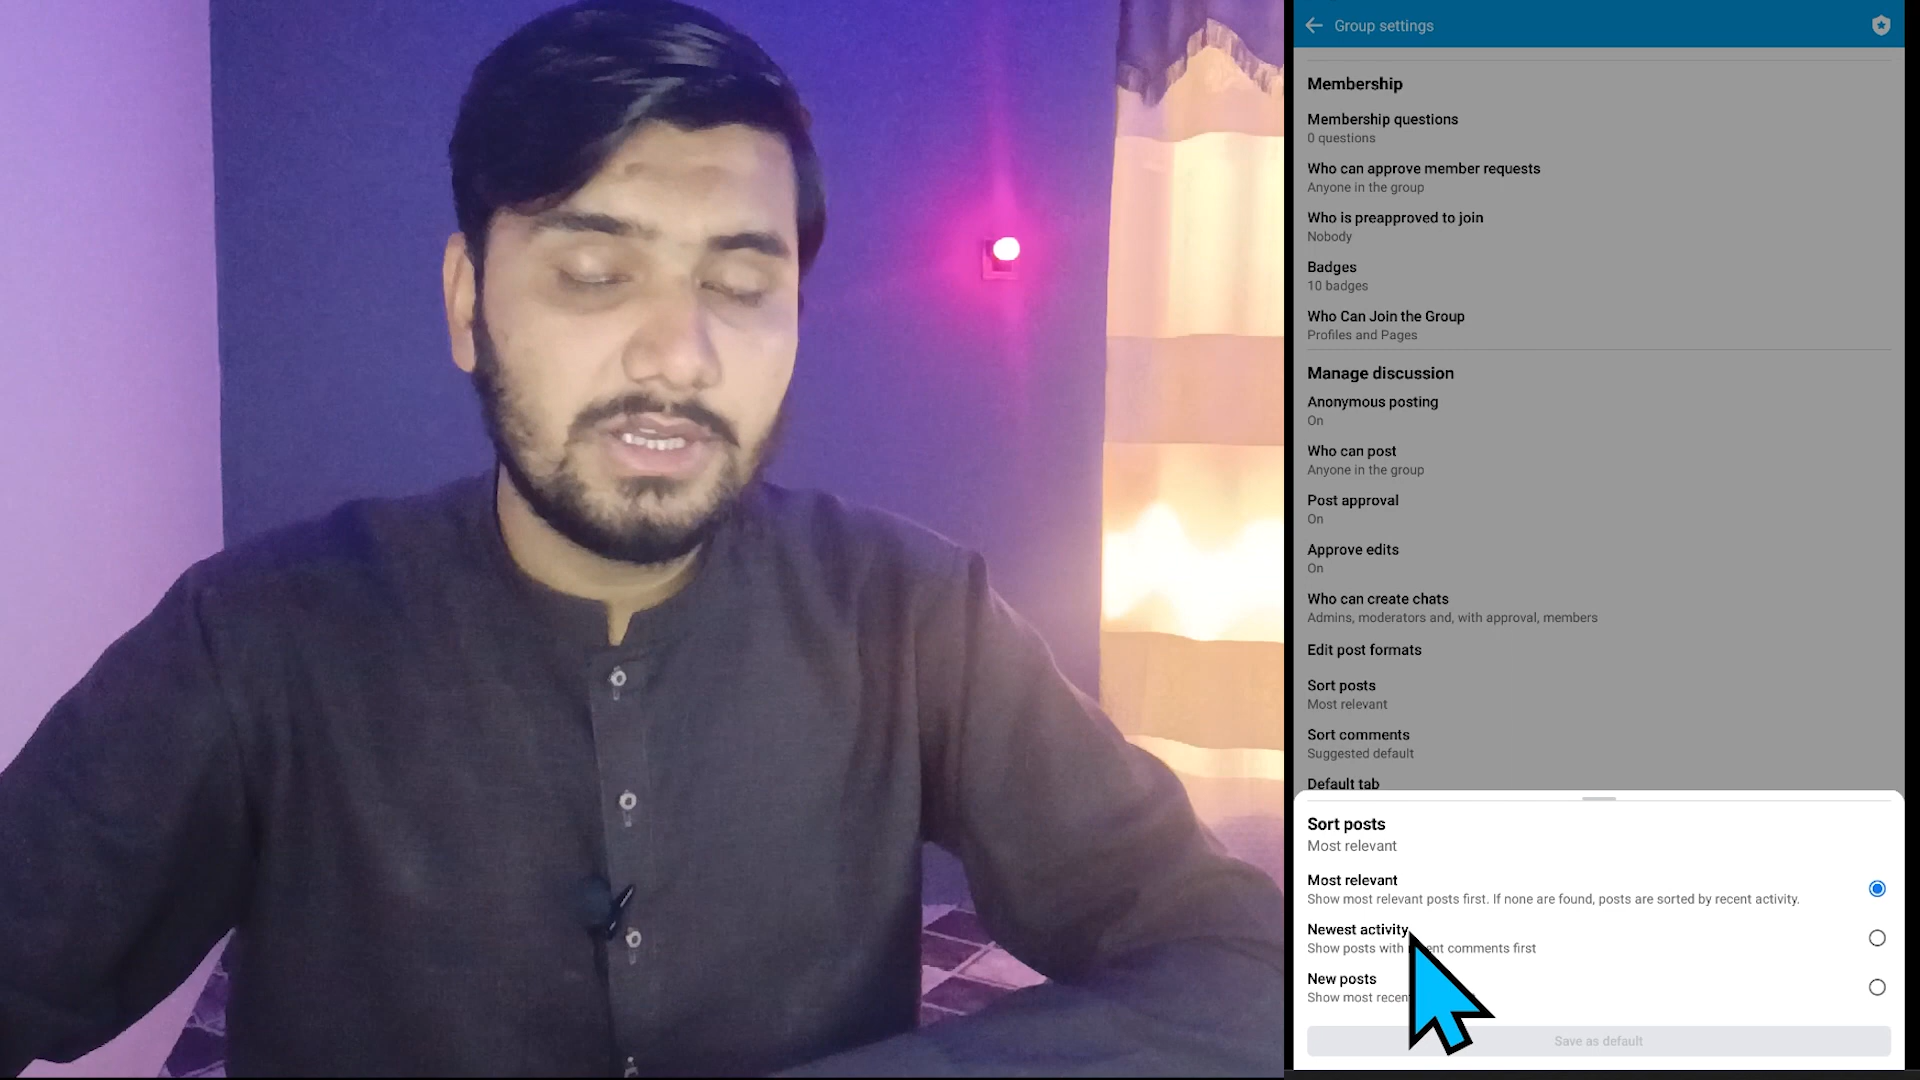 Group settings
Membership
Membership questions
0 questions
Who can approve member requests
Anyone in the group
Who is preapproved to join
Nobody
Badges
10 badges
Who Can Join the Group
Profiles and Pages
Manage discussion
Anonymous posting
On
Who can post
Anyone in the group
Post approval
On
Approve edits
On
Who can create chats
Admins, moderators and, with approval, members
Edit post formats
Sort posts
Most relevant
Sort comments
Suggested default
Default tab
Sort posts
Most relevant
Most relevant
Show most relevant posts first. If none are found, posts are sorted by recent activity.
Newest activity
Show posts with comments first
New posts
Show most
Save as default